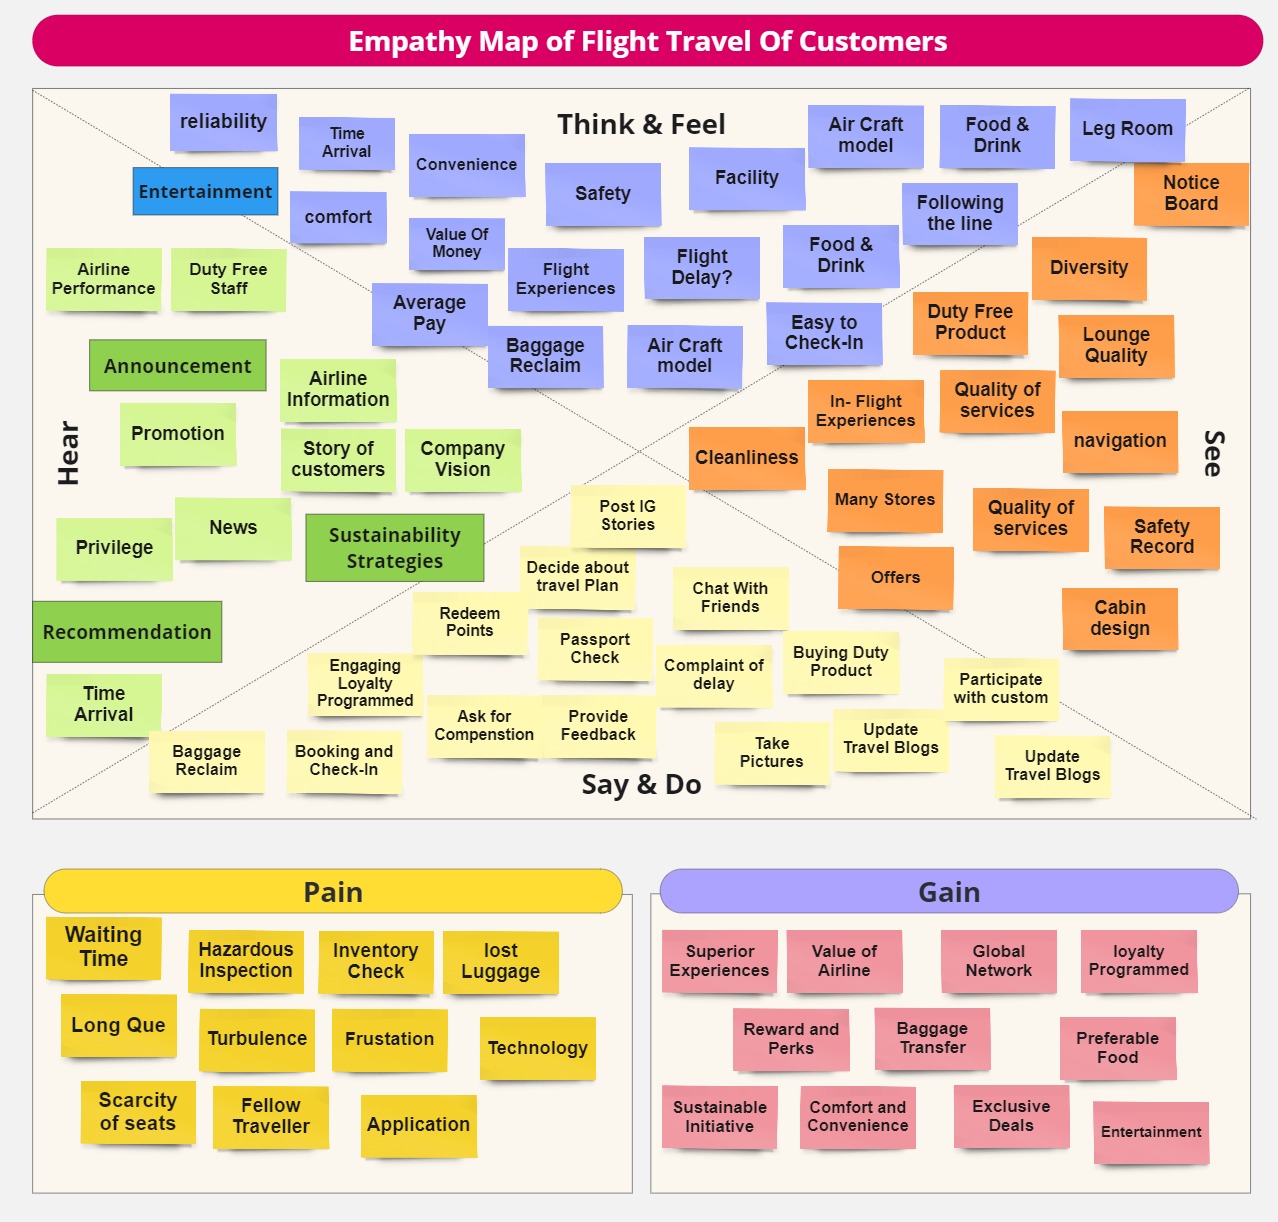 Empathy Map of Flight Travel Of Customers
Think & Feel
reliability
Time
Arrival
Convenience
Entertainment
comfort
Safety
Facility
Air Craft
model
Food &
Drink
Leg Room
Value Of
Money
Flight
Experiences
Flight
Delay?
Food &
Drink
Following
the line
Average
Pay
Baggage
Reclaim
Air Craft
model
Easy to
Check-In
Hear
Airline
Performance
Duty Free
Staff
Announcement
Airline
Information
Promotion
Story of
customers
Company
Vision
Privilege
News
Sustainability
Strategies
Recommendation
Time
Arrival
See
Notice
Board
Diversity
Duty Free
Product
Lounge
Quality
In- Flight
Experiences
Quality of
services
navigation
Cleanliness
Many Stores
Quality of
services
Safety
Record
Offers
Cabin
design
Post IG
Stories
Decide about
travel Plan
Chat With
Friends
Redeem
Points
Passport
Check
Engaging
Loyalty
Programmed
Complaint of
delay
Buying Duty
Product
Participate
with custom
Ask for
Compenstion
Provide
Feedback
Baggage
Reclaim
Booking and
Check-In
Take
Pictures
Update
Travel Blogs
Update
Travel Blogs
Say & Do
Pain
Waiting
Time
Hazardous
Inspection
Inventory
Check
lost
Luggage
Long Que
Turbulence
Frustation
Technology
Scarcity
of seats
Fellow
Traveller
Application
Gain
Superior
Experiences
Value of
Airline
Global
Network
loyalty
Programmed
Reward and
Perks
Baggage
Transfer
Preferable
Food
Sustainable
Initiative
Comfort and
Convenience
Exclusive
Deals
Entertainment